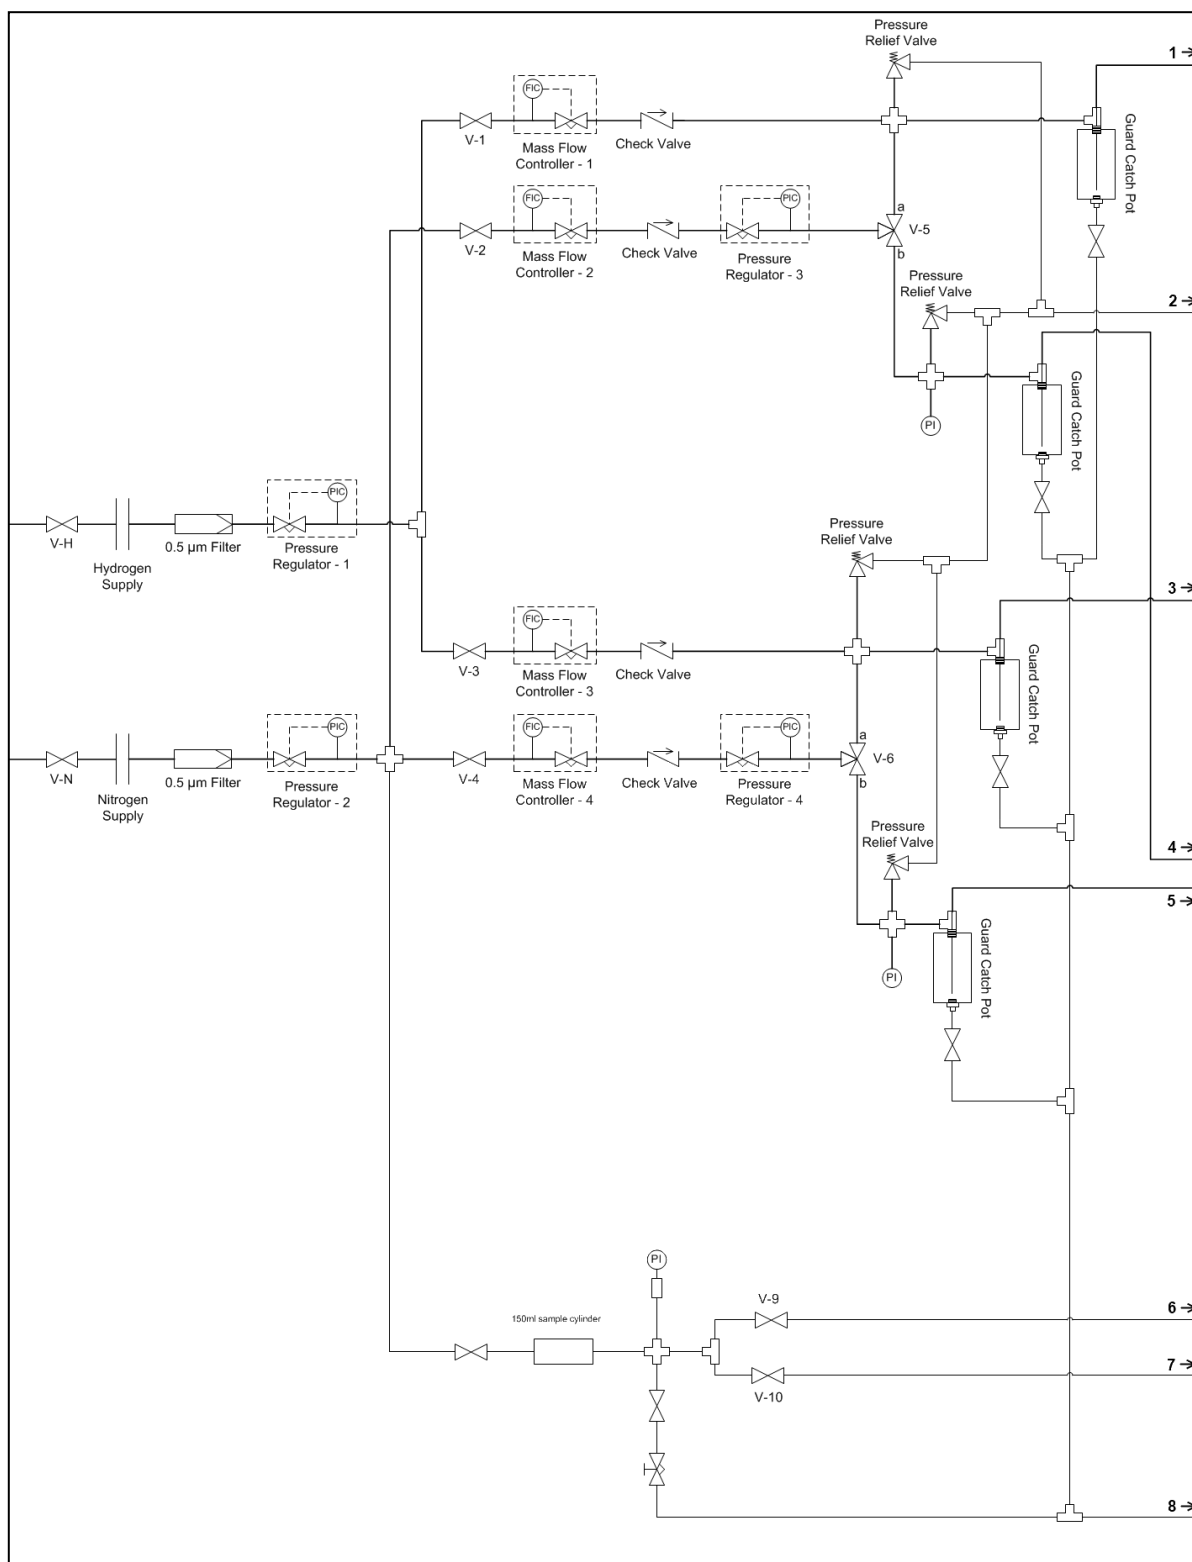 Pressure
Relief Valve
1
FIC
V-1
Mass Flow
Controller - 1
Check Valve
Guard Catch Pot
FIC
PIC
a
V-5
b
V-2
Mass Flow
Controller - 2
Check Valve
Pressure
Regulator - 3
Pressure
Relief Valve
2
Guard Catch Pot
PI
PIC
V-H
0.5 µm Filter
Pressure
Regulator - 1
Hydrogen
Supply
Pressure
Relief Valve
3
FIC
V-3
Mass Flow
Controller - 3
Check Valve
Guard Catch Pot
PIC
FIC
PIC
a
V-6
b
V-N
0.5 µm Filter
Pressure
Regulator - 2
Nitrogen
Supply
V-4
Mass Flow
Controller - 4
Check Valve
Pressure
Regulator - 4
Pressure
Relief Valve
4
5
Guard Catch Pot
PI
PI
150ml sample cylinder
V-9
6
7
V-10
8